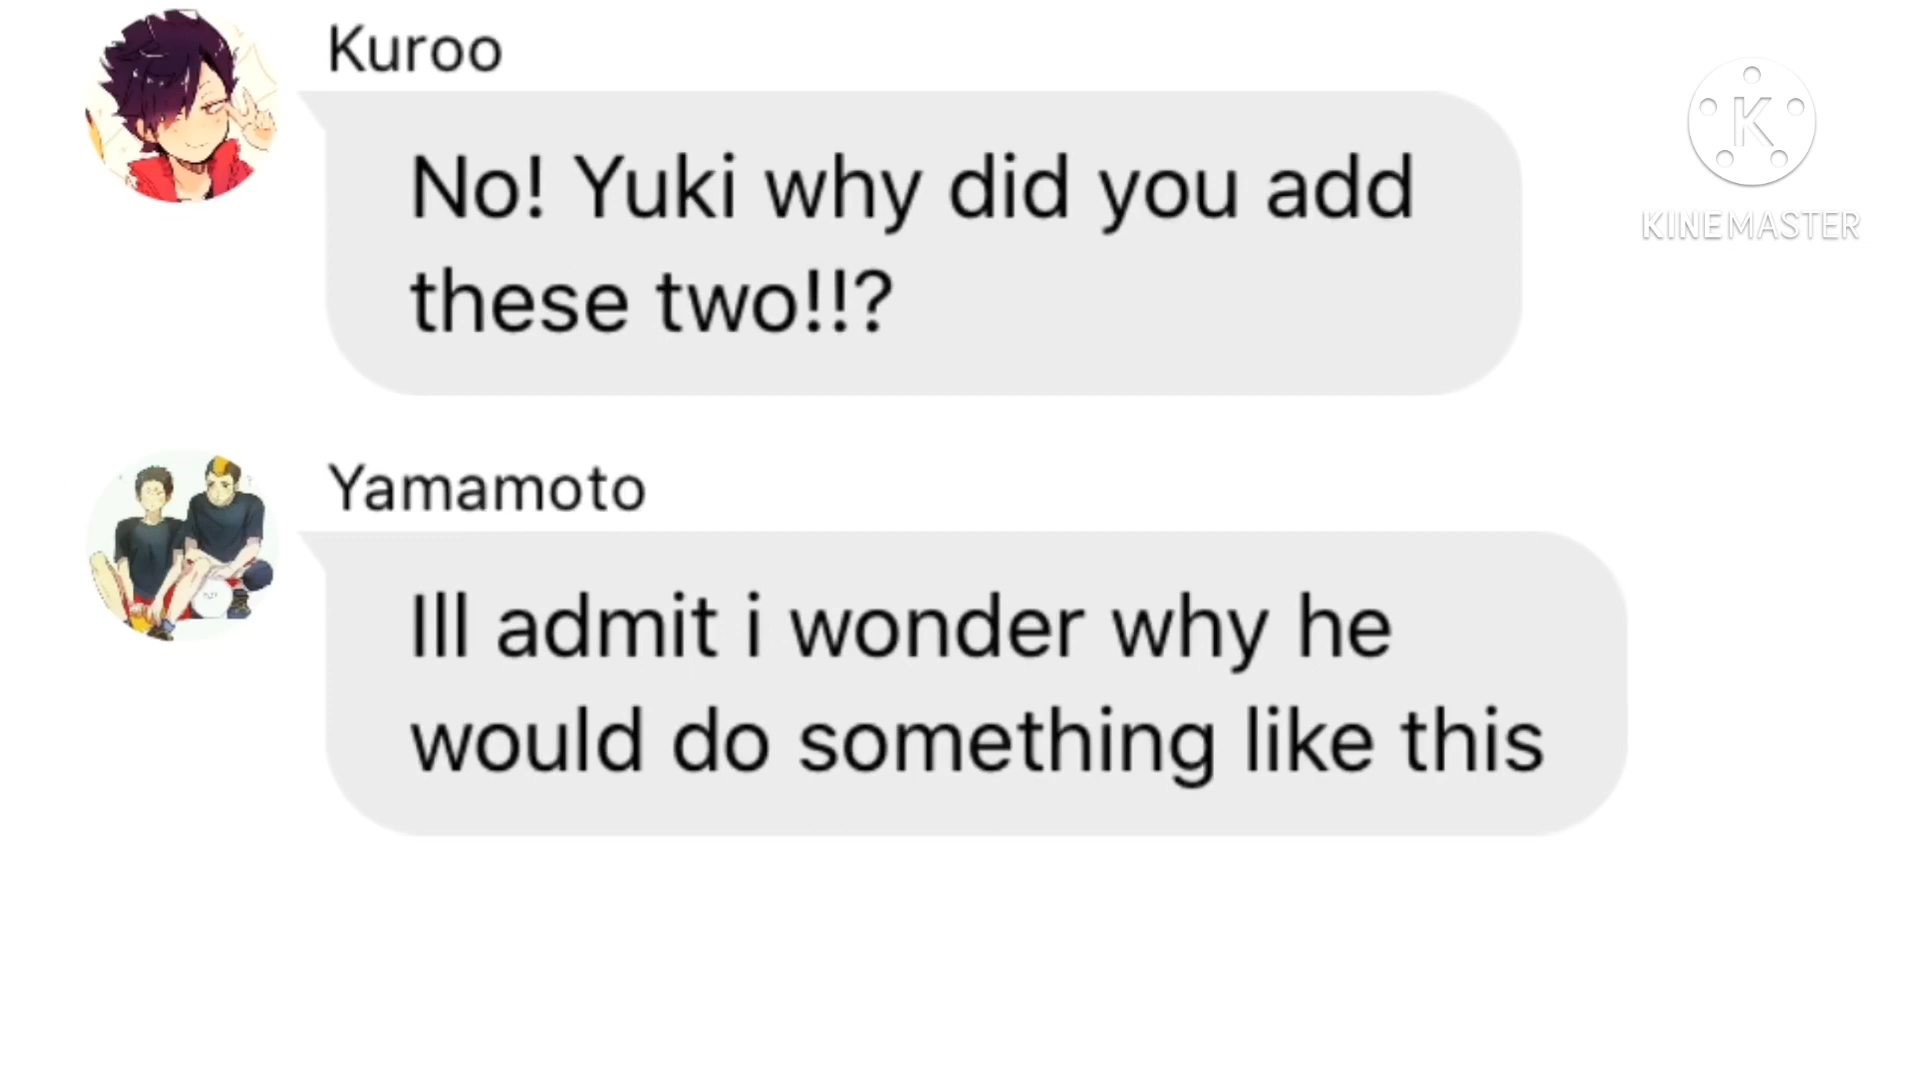 Kuroo
No! Yuki why did you add
these two!!?
K
KINEMASTER
Yamamoto
Ill admit i wonder why he
would do something like this